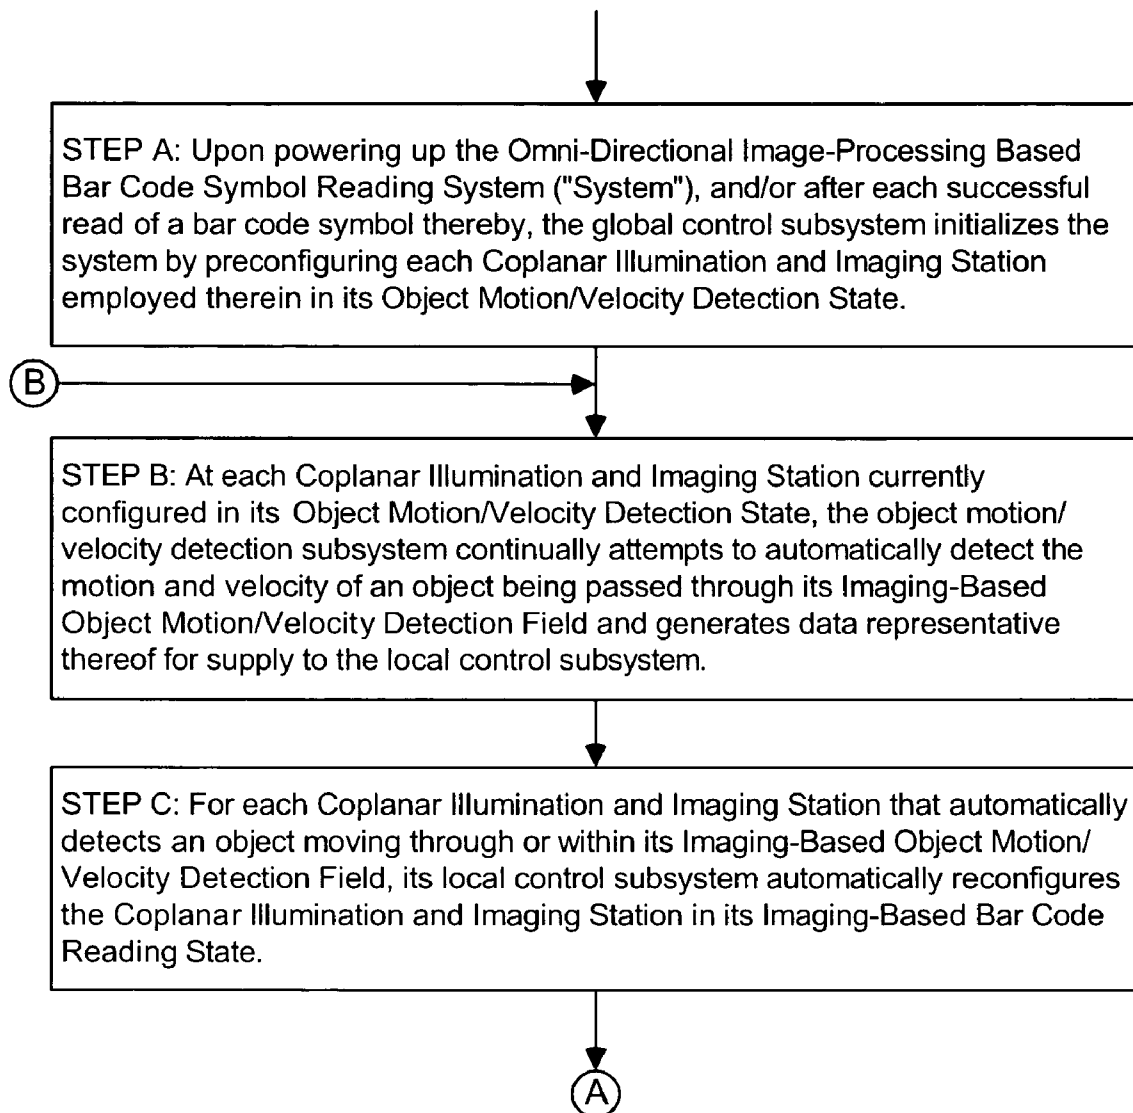 STEP A: Upon powering up the Omni-Directional Image-Processing Based
Bar Code Symbol Reading System ("System"), and/or after each successful
read of a bar code symbol thereby, the global control subsystem initializes the
system by preconfiguring each Coplanar Illumination and Imaging Station
employed therein in its Object Motion/Velocity Detection State.
B
STEP B: At each Coplanar Illumination and Imaging Station currently
configured in its Object Motion/Velocity Detection State, the object motion/
velocity detection subsystem continually attempts to automatically detect the
motion and velocity of an object being passed through its Imaging-Based
Object Motion/Velocity Detection Field and generates data representative
thereof for supply to the local control subsystem.
STEP C: For each Coplanar Illumination and Imaging Station that automatically
detects an object moving through or within its Imaging-Based Object Motion/
Velocity Detection Field, its local control subsystem automatically reconfigures
the Coplanar Illumination and Imaging Station in its Imaging-Based Bar Code
Reading State.
A